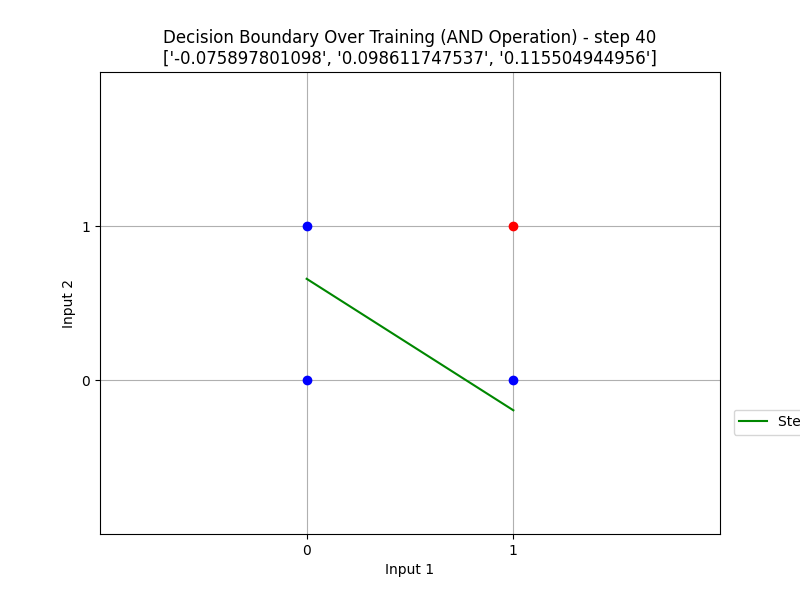 Decision Boundary Over Training (AND Operation) - step 40
['-0.075897801098', '0.098611747537', '0.115504944956']
1
Input 2
0
Ste
0
1
Input 1